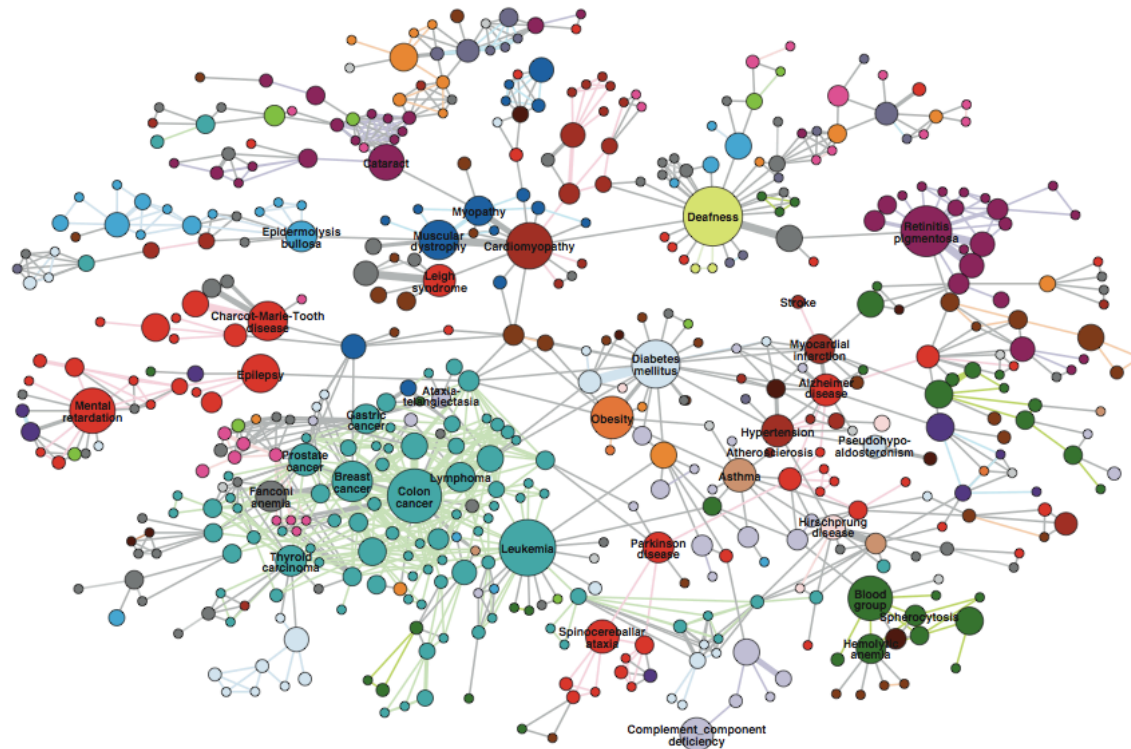 Cataract
Deafness
Myopathy
Epidermolysis
bullosa
Muscular
dystrophy
Cardiomyopathy
Retinitis
pigmentosa
Leigh
syndrome
Stroke
Charcot-Marie-Tooth
disease
Myocardial
infarction
Diabetes
mellitus
Epilepsy
Alzheimer
disease
Ataxia-
telangiectasia
Mental
retardation
Gastric
cancer
Obesity
Hypertension
Pseudohypo-
aldosteronism
Atherosclerosis
Prostate
cancer
Breast
cancer
Lymphoma
Asthma
Colon
cancer
Fanconi
anemia
Hirschprung
disease
Parkinson
disease
Leukemia
Thyroid
carcinoma
Blood
group
Spherocytosis
Spinocerebellar
ataxia
Hemolytic
anemia
Complement_component
deficiency